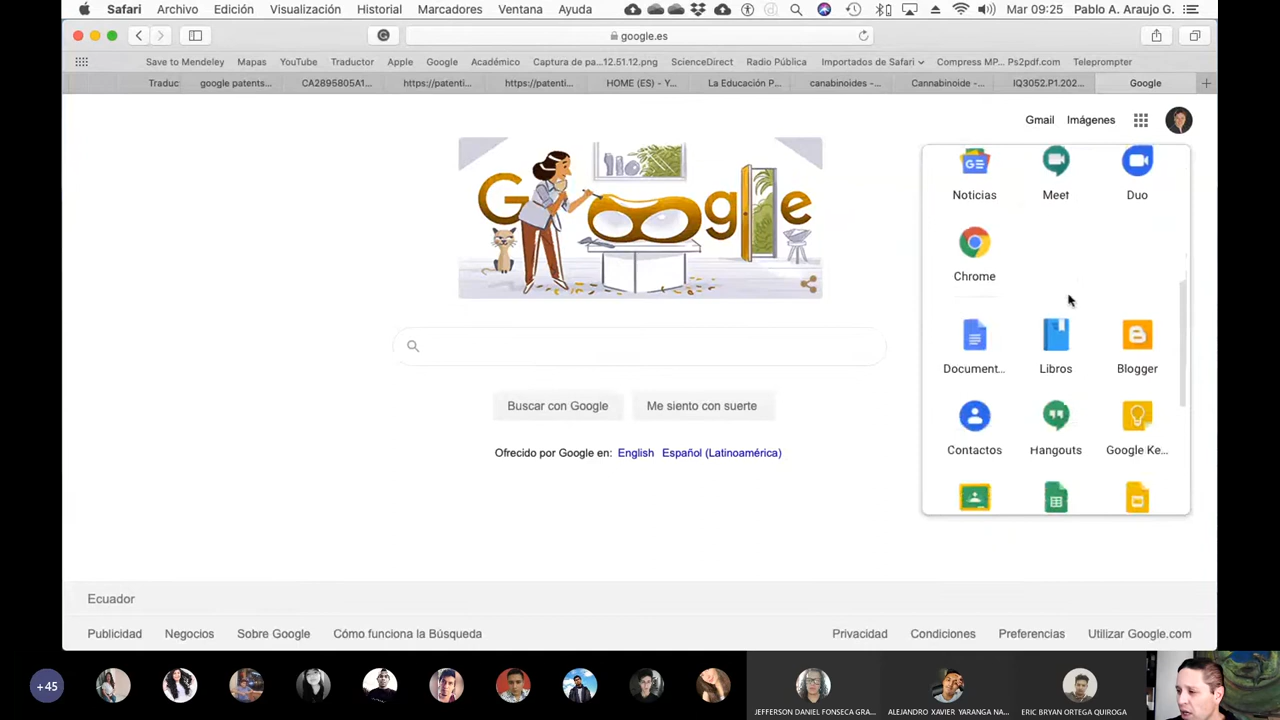 Safari Archivo Edición Visualización Historial Marcadores Ventana Ayuda Mar 09:25 Pablo A. Araujo G.
google.es
Save to Mendeley Mapas YouTube Traductor Apple Google Académico Captura de pa...12.51.12.png ScienceDirect Radio Pública Importados de Safari Compress MP... Ps2pdf.com Teleprompter
Traduc google patents... CA2895805A1... https://patenti... https://patenti... HOME (ES) - Y... La Educación P... canabinoides -... Cannabinoide -... IQ3052.P1.202... Google +
Gmail Imágenes
Google
GE
Noticias Meet Duo
Chrome
Document... Libros Blogger
Contactos Hangouts Google Ke...
Buscar con Google Me siento con suerte
Ofrecido por Google en: English Español (Latinoamérica)
Ecuador
Publicidad Negocios Sobre Google Cómo funciona la Búsqueda Privacidad Condiciones Preferencias Utilizar Google.com
+45
JEFFERSON DANIEL FONSECA GRA... ALEJANDRO XAVIER YARANGA NA... ERIC BRYAN ORTEGA QUIROGA